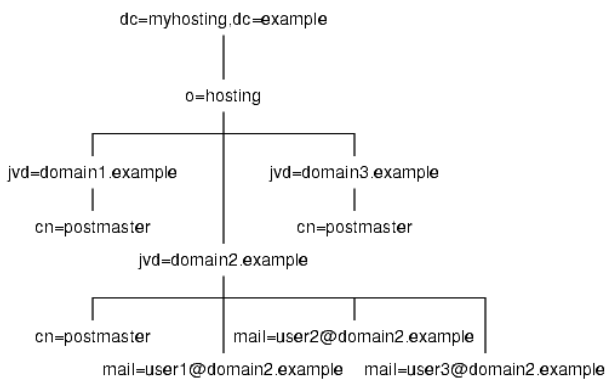 dc=myhosting,dc=example
o=hosting
jvd=domain1.example
jvd=domain3.example
cn=postmaster
cn=postmaster
jvd=domain2.example
cn=postmaster
mail=user2@domain2.example
mail=user1@domain2.example
mail=user3@domain2.example